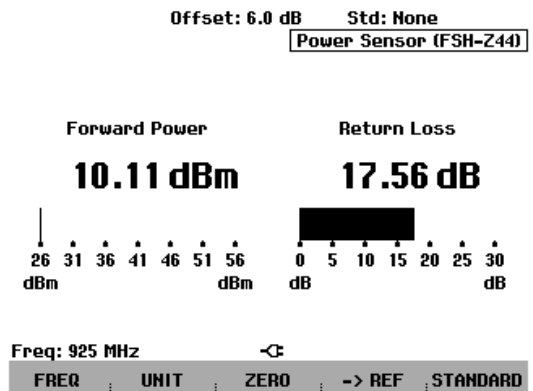 Offset: 6.0 dB Std: None
Power Sensor (FSH-Z44)
Forward Power Return Loss
10.11 dBm 17.56 dB
26 31 36 41 46 51 56 0 5 10 15 20 25 30
dBm dBm dB dB
Freq: 925 MHz
FREQ UNIT ZERO -> REF STANDARD